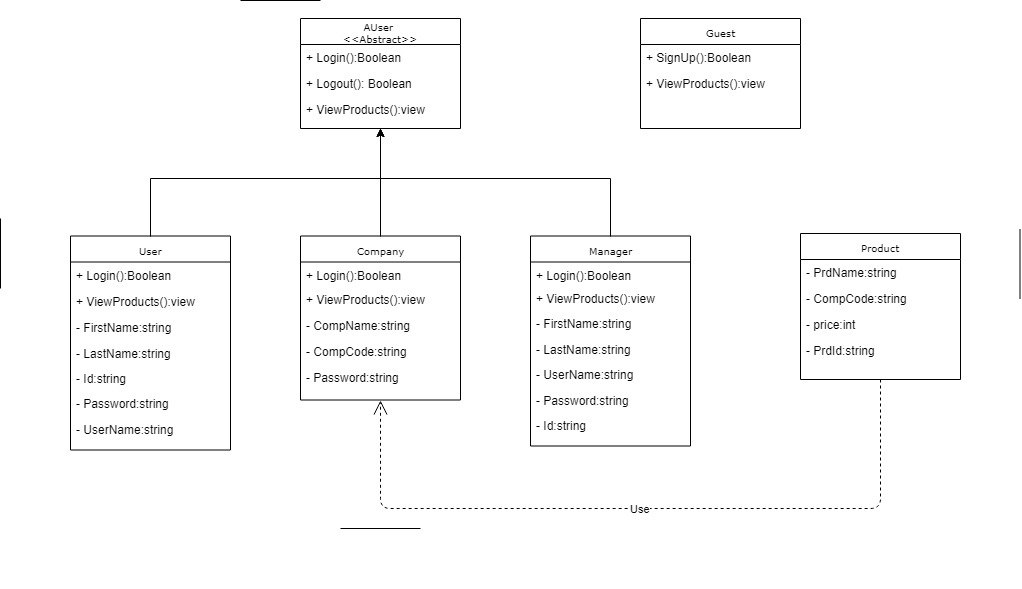 AUser
<<Abstract>>
+ Login():Boolean
+ Logout(): Boolean
+ ViewProducts():view
Guest
+ SignUp():Boolean
+ ViewProducts():view
User
+ Login():Boolean
+ ViewProducts():view
- FirstName:string
- LastName:string
- Id:string
- Password:string
- UserName:string
Company
+ Login():Boolean
+ ViewProducts():view
- CompName:string
- CompCode:string
- Password:string
Manager
+ Login():Boolean
+ ViewProducts():view
- FirstName:string
- LastName:string
- UserName:string
- Password:string
- Id:string
Product
- PrdName:string
- CompCode:string
- price:int
- PrdId:string
Use